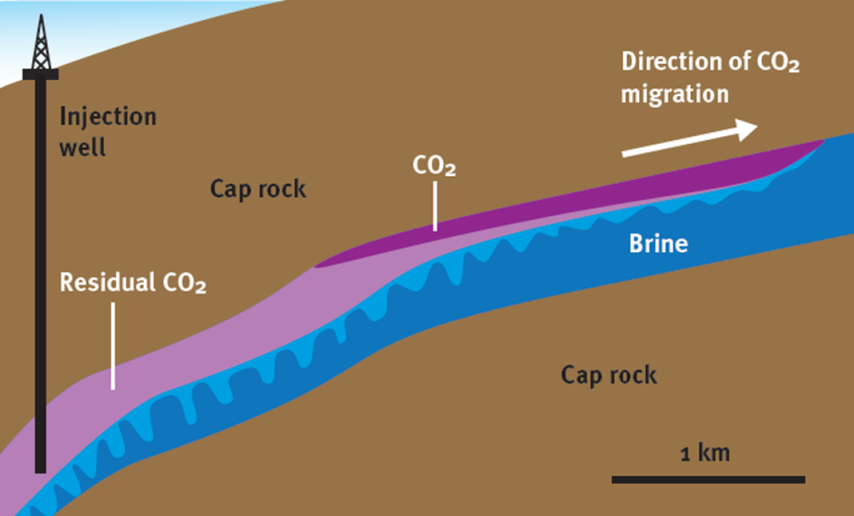 Direction of CO₂
migration
Injection
well
CO₂
Cap rock
Brine
Residual CO₂
Cap rock
1 km